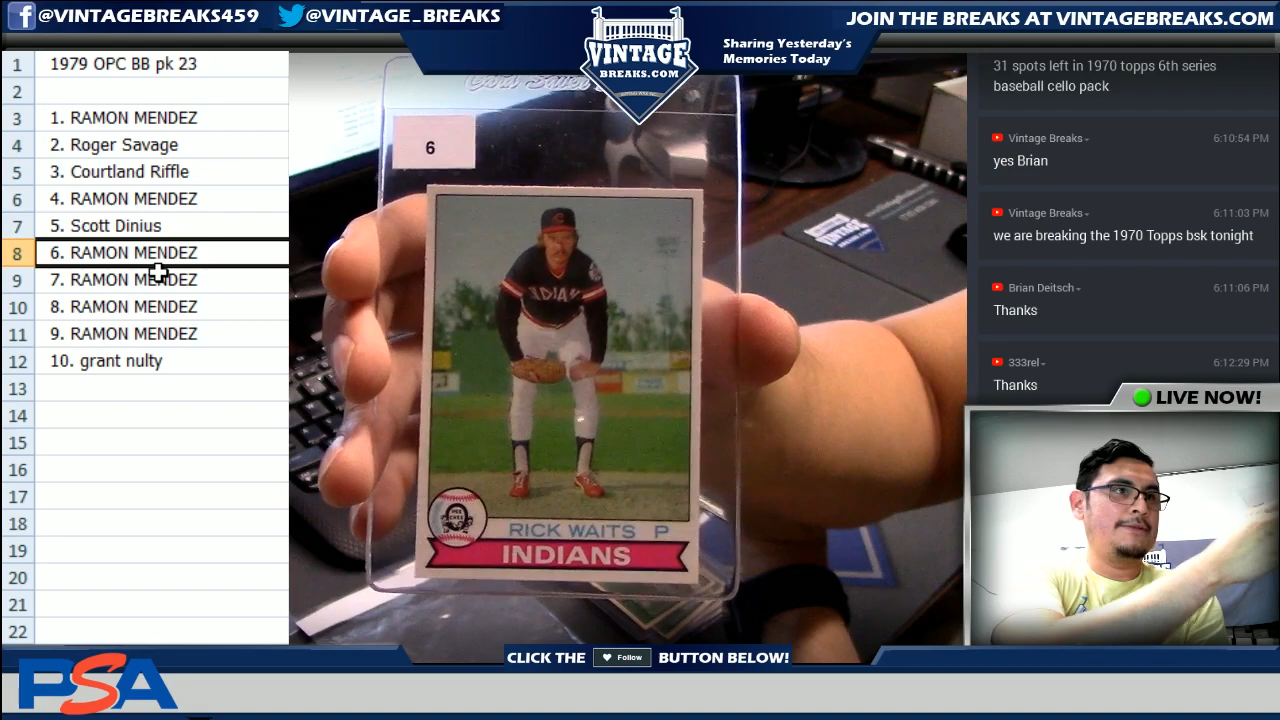 @VINTAGEBREAKS459
@VINTAGE_BREAKS
VINTAGE
BREAKS.COM
Sharing Yesterday's
Memories Today
JOIN THE BREAKS AT VINTAGEBREAKS.COM
1 1979 OPC BB pk 23
2
3 1. RAMON MENDEZ
4 2. Roger Savage
5 3. Courtland Riffle
6 4. RAMON MENDEZ
7 5. Scott Dinius
8 6. RAMON MENDEZ
9 7. RAMON MENDEZ
10 8. RAMON MENDEZ
11 9. RAMON MENDEZ
12 10. grant nulty
13
14
15
16
17
18
19
20
21
22
Card Saver
6
INDIAN
O PEE CHEE
RICK WAITS P
INDIANS
31 spots left in 1970 topps 6th series
baseball cello pack
Vintage Breaks 6:10:54 PM
yes Brian
Vintage Breaks 6:11:03 PM
we are breaking the 1970 Topps bsk tonight
Brian Deitsch 6:11:06 PM
Thanks
333rel 6:12:29 PM
Thanks
LIVE NOW!
CLICK THE Follow BUTTON BELOW!
PSA